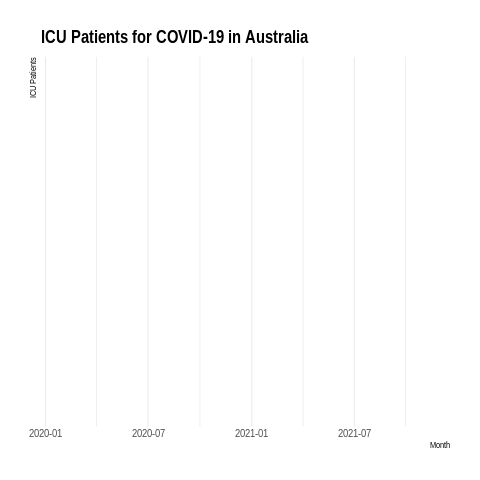 ICU Patients for COVID-19 in Australia
ICU Patients
2020-01 2020-07 2021-01 2021-07
Month